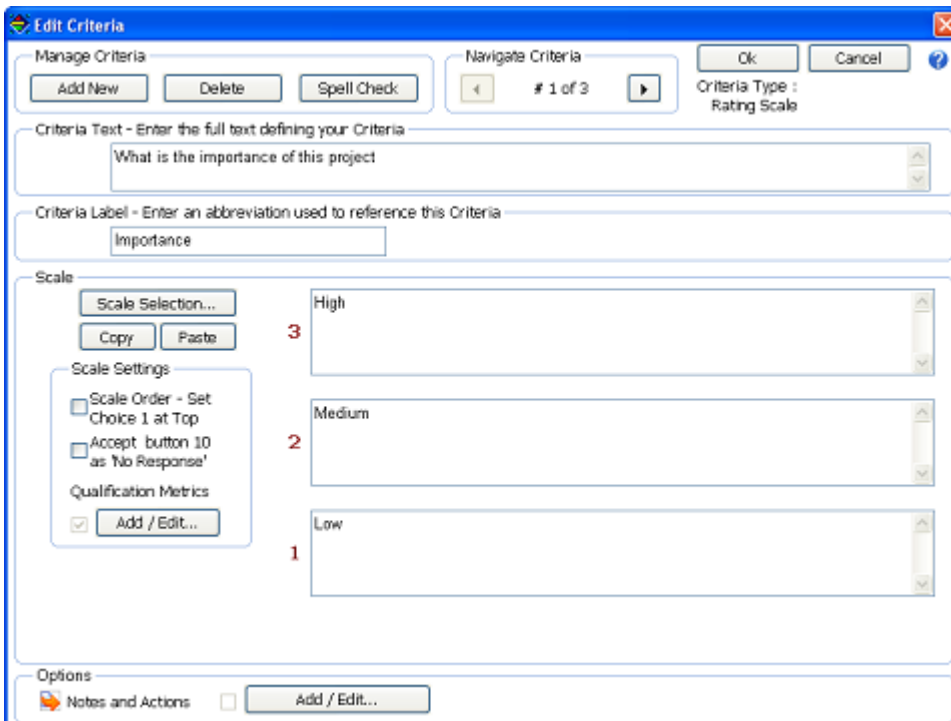 Edit Criteria
Manage Criteria
Add New
Delete
Spell Check
Navigate Criteria
# 1 of 3
Ok
Cancel
?
Criteria Type :
Rating Scale
Criteria Text - Enter the full text defining your Criteria
What is the importance of this project
Criteria Label - Enter an abbreviation used to reference this Criteria
Importance
Scale
Scale Selection...
Copy
Paste
Scale Settings
Scale Order - Set
Choice 1 at Top
Accept button 10
as 'No Response'
Qualification Metrics
Add / Edit...
3
High
2
Medium
1
Low
Options
Notes and Actions
Add / Edit...